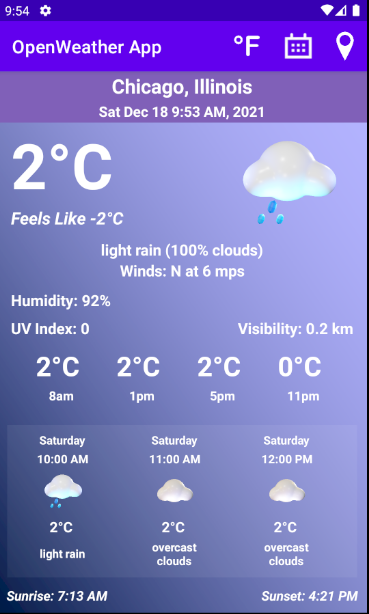 9:54
OpenWeather App °F
Chicago, Illinois
Sat Dec 18 9:53 AM, 2021
2°C
Feels Like -2°C
light rain (100% clouds)
Winds: N at 6 mps
Humidity: 92%
UV Index: 0 Visibility: 0.2 km
2°C 2°C 2°C 0°C
8am 1pm 5pm 11pm
Saturday Saturday Saturday
10:00 AM 11:00 AM 12:00 PM
2°C 2°C 2°C
light rain overcast clouds overcast clouds
Sunrise: 7:13 AM Sunset: 4:21 PM